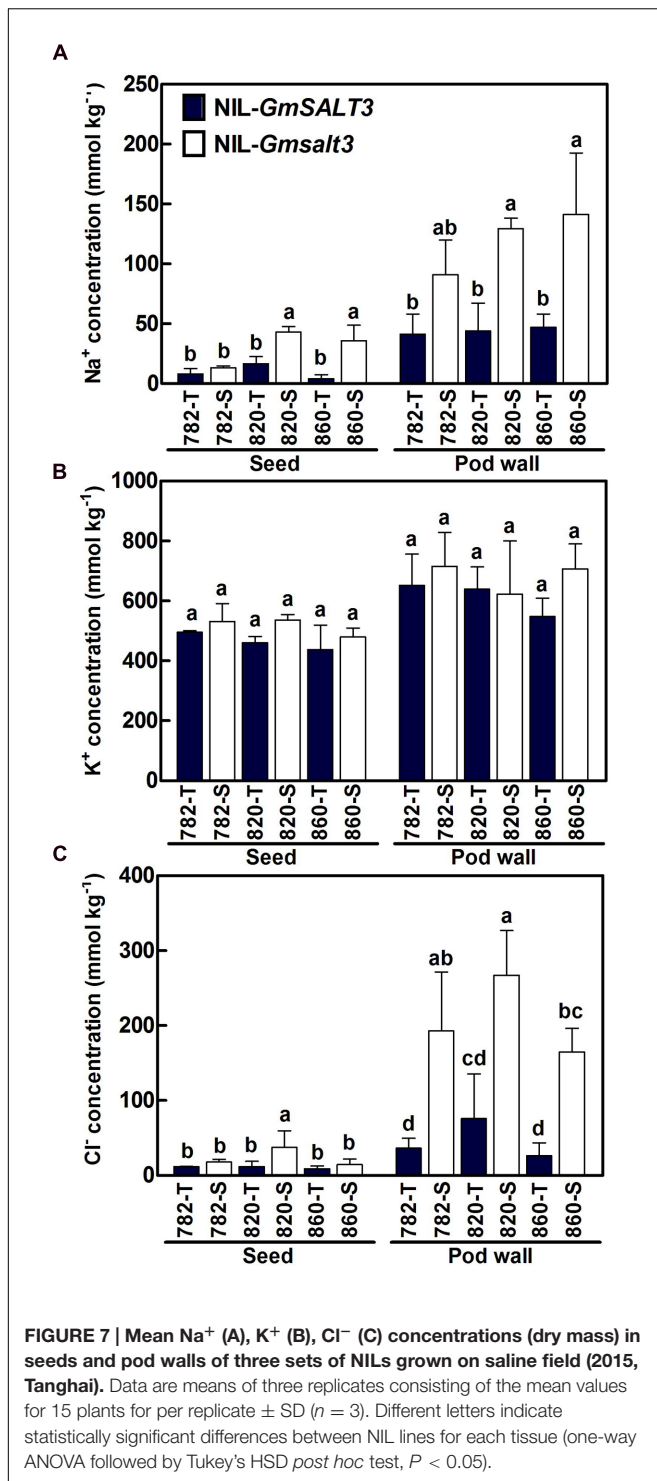 A
Na⁺ concentration (mmol kg⁻¹)
250
200
150
100
50
0
NIL-GmSALT3
NIL-Gmsalt3
b b b a b a b ab b a b a
782-T 782-S 820-T 820-S 860-T 860-S 782-T 782-S 820-T 820-S 860-T 860-S
Seed Pod wall
B
K⁺ concentration (mmol kg⁻¹)
1000
800
600
400
200
0
a a a a a a a a a a a a
782-T 782-S 820-T 820-S 860-T 860-S 782-T 782-S 820-T 820-S 860-T 860-S
Seed Pod wall
C
Cl⁻ concentration (mmol kg⁻¹)
400
300
200
100
0
b b b a b b d ab cd a d bc
782-T 782-S 820-T 820-S 860-T 860-S 782-T 782-S 820-T 820-S 860-T 860-S
Seed Pod wall
FIGURE 7 | Mean Na⁺ (A), K⁺ (B), Cl⁻ (C) concentrations (dry mass) in
seeds and pod walls of three sets of NILs grown on saline field (2015,
Tanghai). Data are means of three replicates consisting of the mean values
for 15 plants for per replicate ± SD (n = 3). Different letters indicate
statistically significant differences between NIL lines for each tissue (one-way
ANOVA followed by Tukey's HSD post hoc test, P < 0.05).